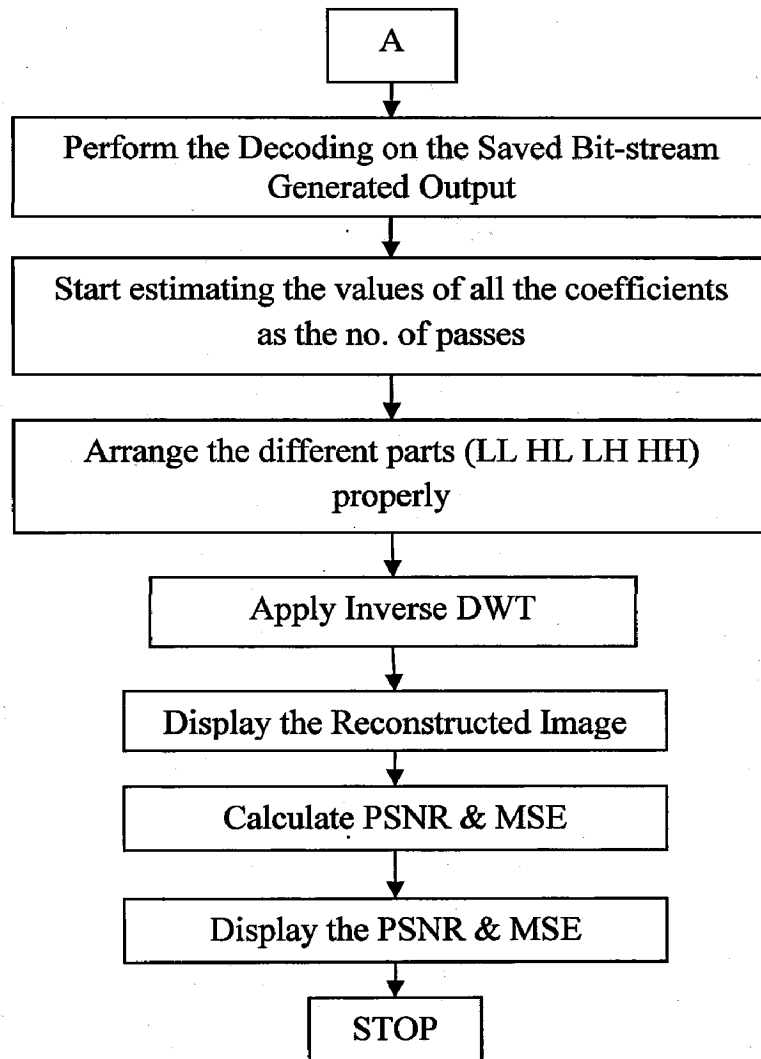 A
Perform the Decoding on the Saved Bit-stream
Generated Output
Start estimating the values of all the coefficients
as the no. of passes
Arrange the different parts (LL HL LH HH)
properly
Apply Inverse DWT
Display the Reconstructed Image
Calculate PSNR & MSE
Display the PSNR & MSE
STOP